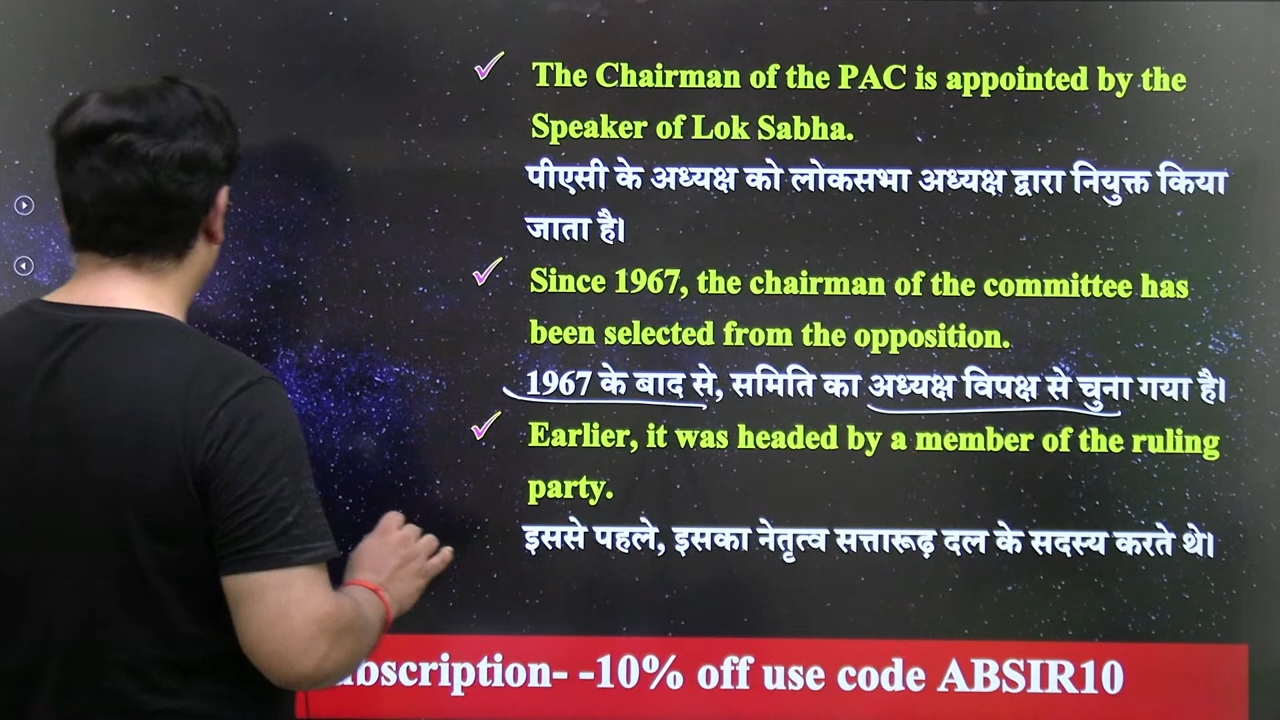 The Chairman of the PAC is appointed by the
Speaker of Lok Sabha.
पीएसी के अध्यक्ष को लोकसभा अध्यक्ष द्वारा नियुक्त किया
जाता है।
Since 1967, the chairman of the committee has
been selected from the opposition.
1967 के बाद से, समिति का अध्यक्ष विपक्ष से चुना गया है।
Earlier, it was headed by a member of the ruling
party.
इससे पहले, इसका नेतृत्व सत्तारूढ़ दल के सदस्य करते थे।
ubscription- -10% off use code ABSIR10